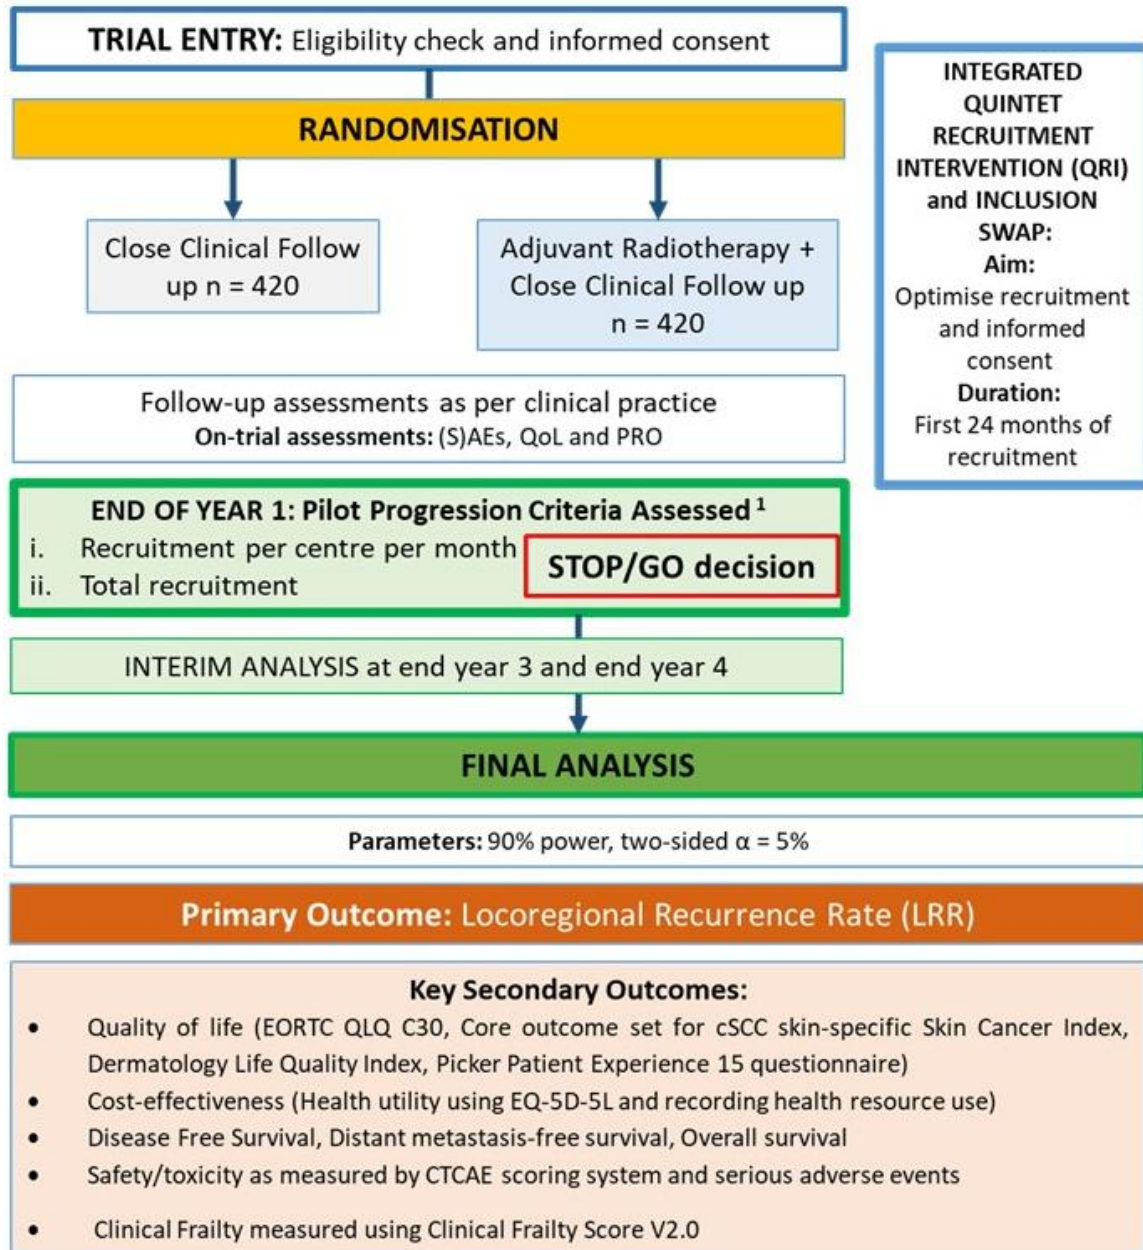 TRIAL ENTRY: Eligibility check and informed consent
RANDOMISATION
Close Clinical Follow
up n = 420
Adjuvant Radiotherapy +
Close Clinical Follow up
n = 420
INTEGRATED
QUINTET
RECRUITMENT
INTERVENTION (QRI)
and INCLUSION
SWAP:
Aim:
Optimise recruitment
and informed
consent
Duration:
First 24 months of
recruitment
Follow-up assessments as per clinical practice
On-trial assessments: (S)AEs, QoL and PRO
END OF YEAR 1: Pilot Progression Criteria Assessed 1
i. Recruitment per centre per month
ii. Total recruitment
STOP/GO decision
INTERIM ANALYSIS at end year 3 and end year 4
FINAL ANALYSIS
Parameters: 90% power, two-sided α = 5%
Primary Outcome: Locoregional Recurrence Rate (LRR)
Key Secondary Outcomes:
• Quality of life (EORTC QLQ C30, Core outcome set for cSCC skin-specific Skin Cancer Index,
Dermatology Life Quality Index, Picker Patient Experience 15 questionnaire)
• Cost-effectiveness (Health utility using EQ-5D-5L and recording health resource use)
• Disease Free Survival, Distant metastasis-free survival, Overall survival
• Safety/toxicity as measured by CTCAE scoring system and serious adverse events
• Clinical Frailty measured using Clinical Frailty Score V2.0